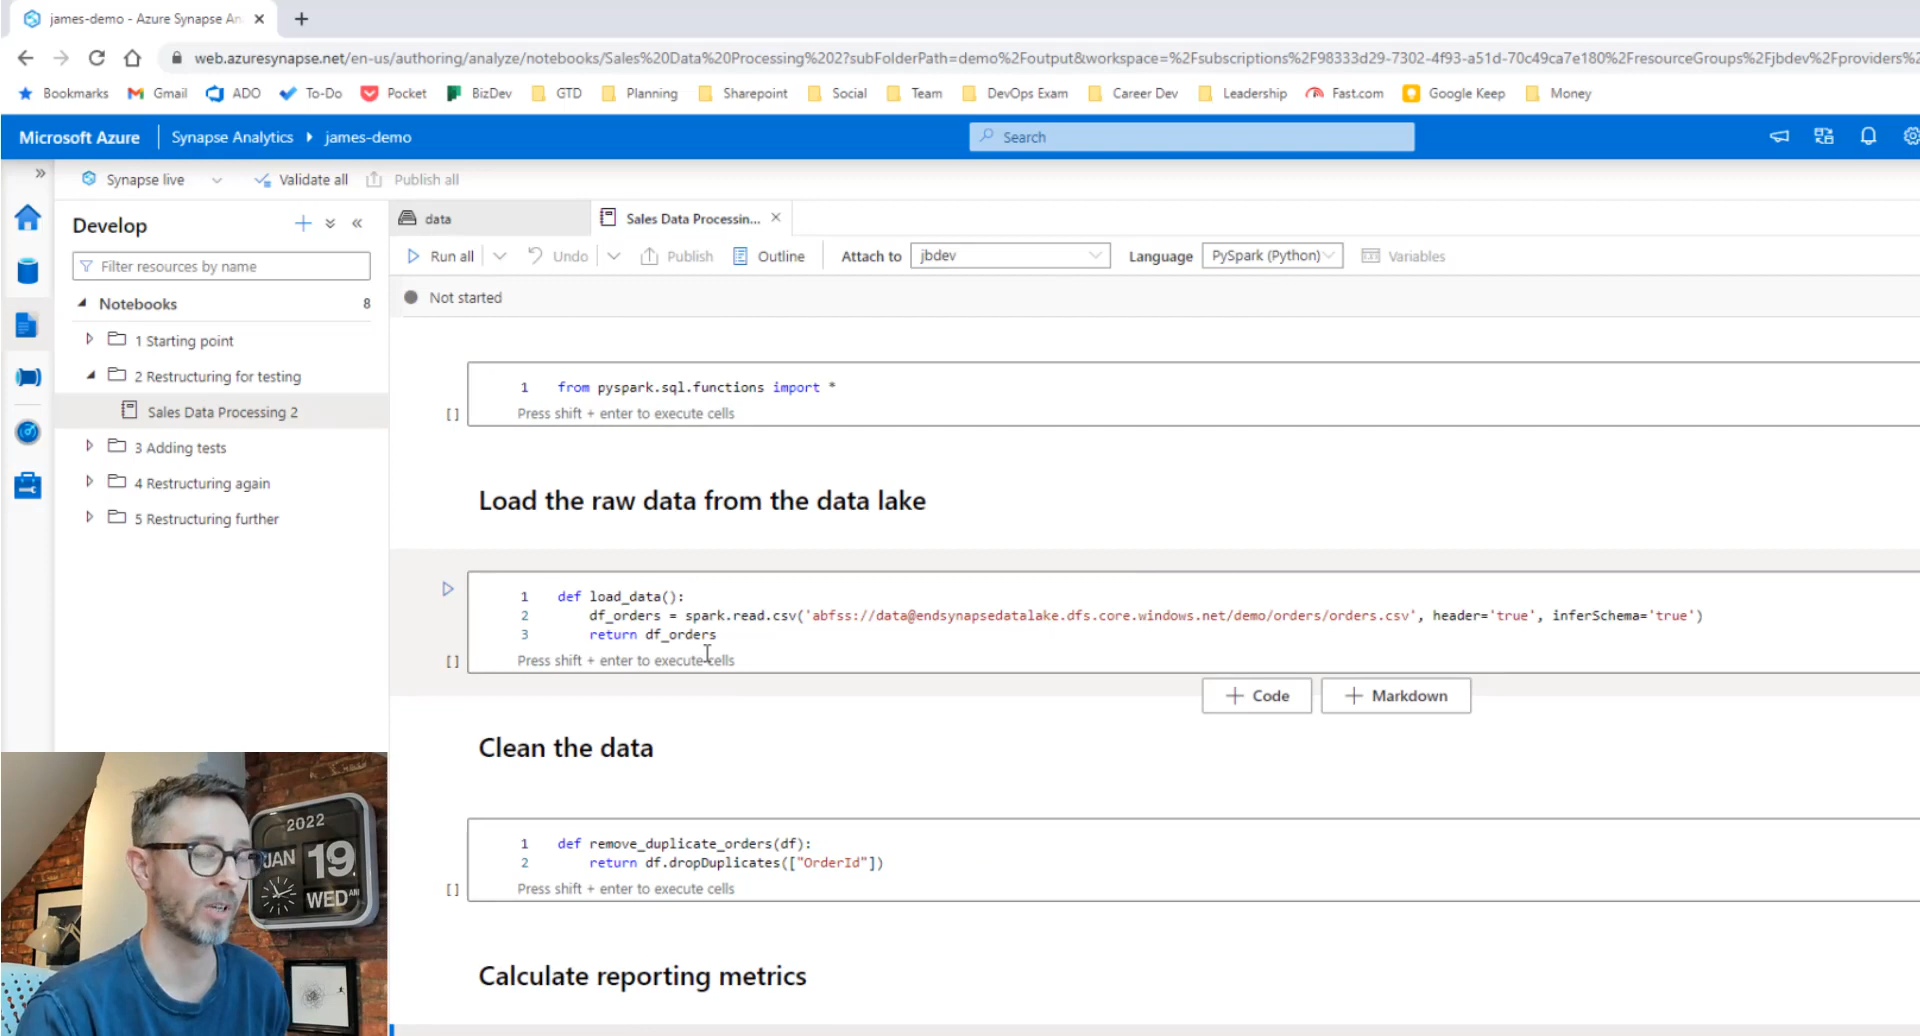 james-demo - Azure Synapse An
web.azuresynapse.net/en-us/authoring/analyze/notebooks/Sales%20Data%20Processing%202?subFolderPath=demo%2Foutput&workspace=%2Fsubscriptions%2F98333d29-7302-4f93-a51d-70c49ca7e180%2FresourceGroups%2Fjbdev%2Fproviders%2
Bookmarks Gmail ADO To-Do Pocket BizDev GTD Planning Sharepoint Social Team DevOps Exam Career Dev Leadership Fast.com Google Keep Money
Microsoft Azure Synapse Analytics james-demo Search
Synapse live Validate all Publish all
Develop
Filter resources by name
Notebooks 8
1 Starting point
2 Restructuring for testing
Sales Data Processing 2
3 Adding tests
4 Restructuring again
5 Restructuring further
data Sales Data Processin...
Run all Undo Publish Outline Attach to jbdev Language PySpark (Python) Variables
Not started
1 from pyspark.sql.functions import *
[] Press shift + enter to execute cells
Load the raw data from the data lake
1 def load_data():
2 df_orders = spark.read.csv('abfss://data@endsynapsedatalake.dfs.core.windows.net/demo/orders/orders.csv', header='true', inferSchema='true')
3 return df_orders
[] Press shift + enter to execute cells
+ Code + Markdown
Clean the data
1 def remove_duplicate_orders(df):
2 return df.dropDuplicates(["OrderId"])
[] Press shift + enter to execute cells
Calculate reporting metrics
2022
JAN 19
WED